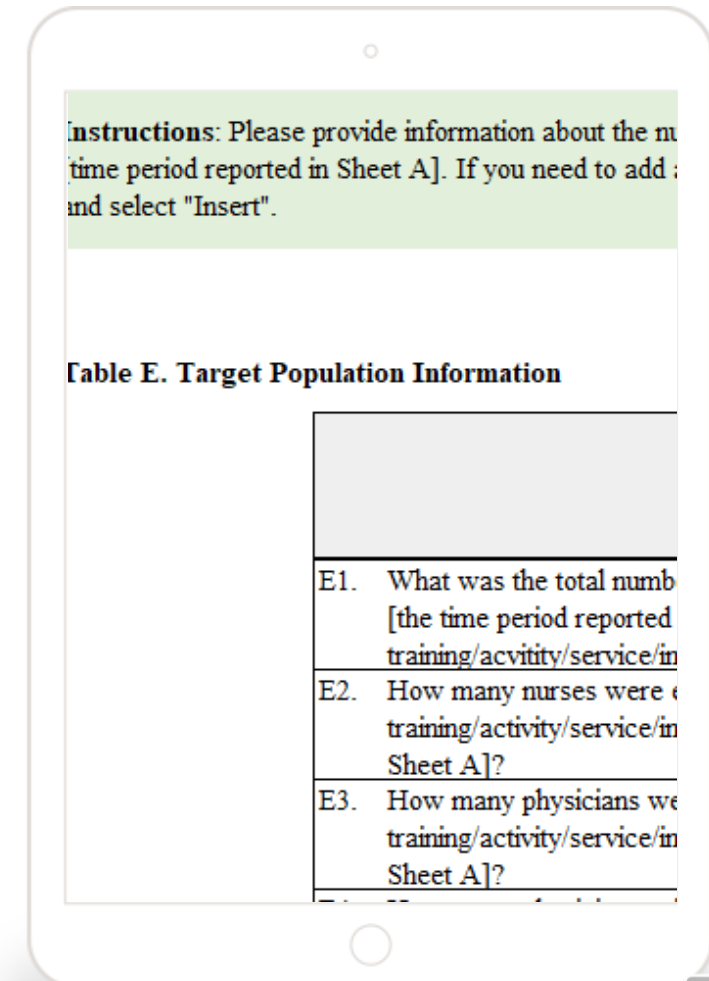 Instructions: Please provide information about the nu
[time period reported in Sheet A]. If you need to add
and select "Insert".
Table E. Target Population Information
E1. What was the total numb
[the time period reported
training/acvitity/service/in
E2. How many nurses were e
training/activity/service/in
Sheet A]?
E3. How many physicians we
training/activity/service/in
Sheet A]?